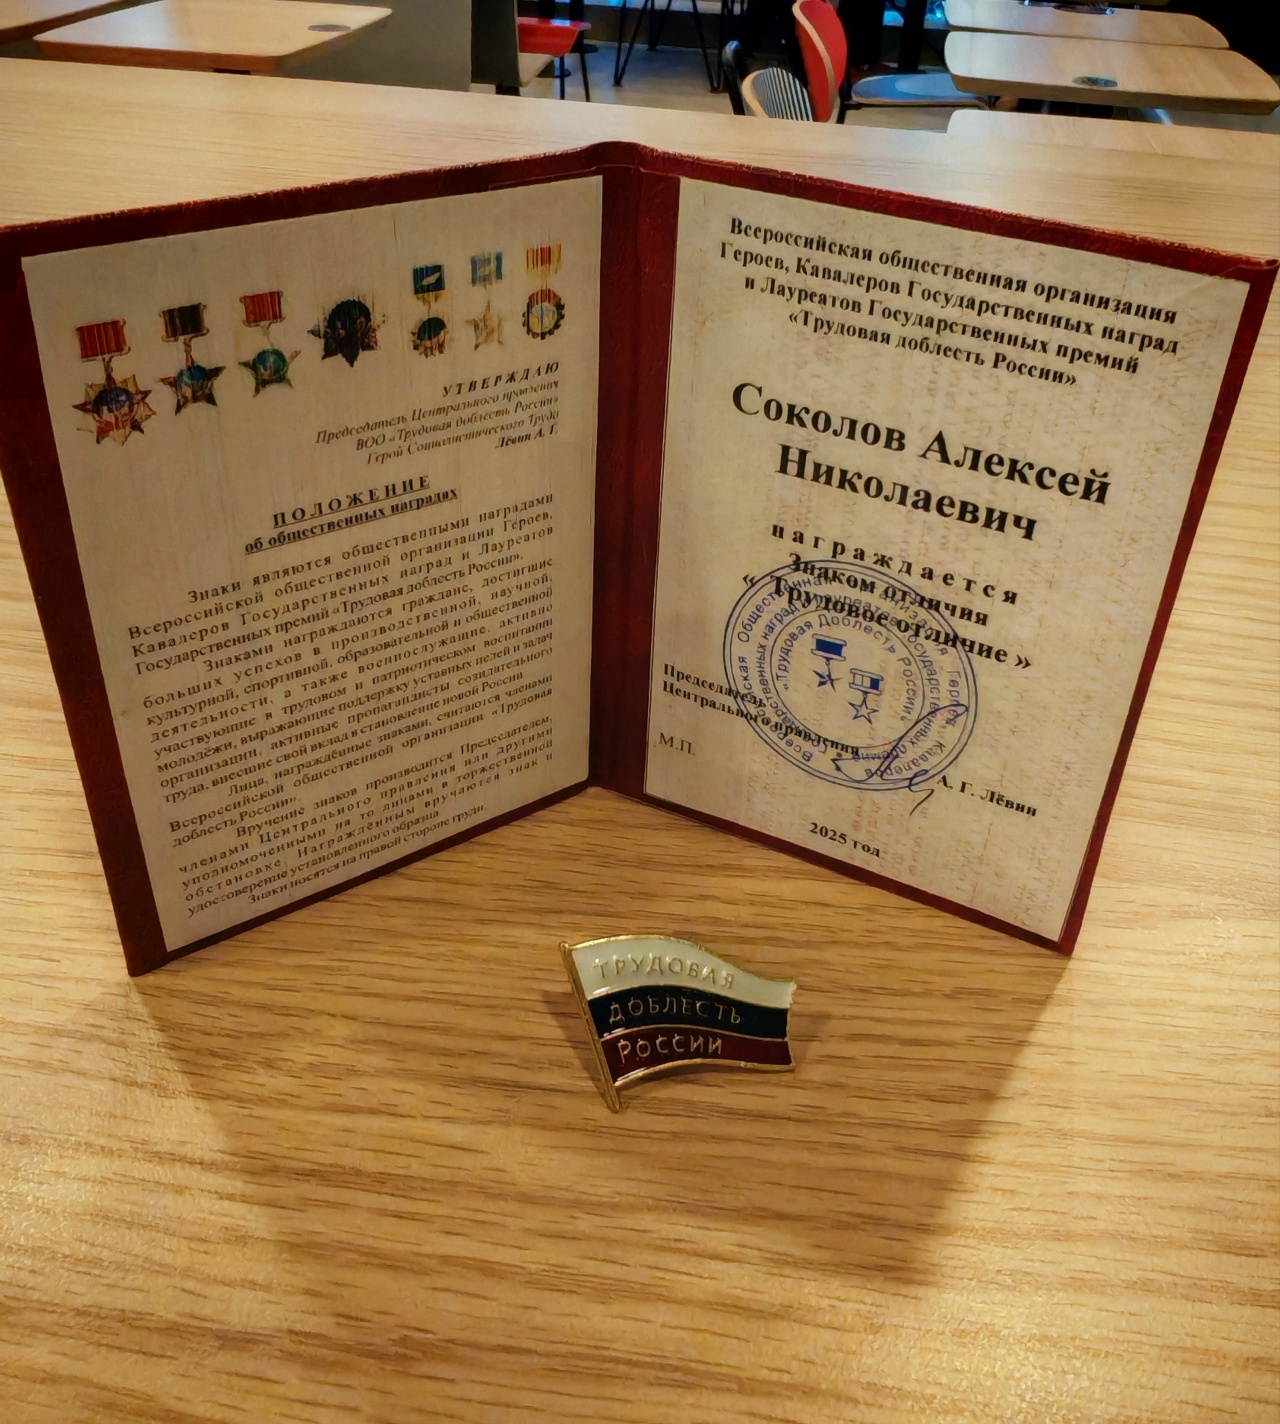 УТВЕРЖДАЮ
Председатель Центрального правления
ВОО «Трудовая доблесть России»
Герой Социалистического Труда
Лёвин А. Г.
ПОЛОЖЕНИЕ
об общественных наградах
Знаки являются общественными наградами
Всероссийской общественной организации Героев,
Кавалеров Государственных наград и Лауреатов
Государственных премий «Трудовая доблесть России».
Знаками награждаются граждане, достигшие
больших успехов в производственной, научной,
культурной, спортивной, образовательной и общественной
деятельности, а также военнослужащие, активно
участвующие в трудовом и патриотическом воспитании
молодёжи, выражающие поддержку уставных целей и задач
организации, активные пропагандисты созидательного
труда, внесшие свой вклад в становление новой России
Лица, награждённые знаками, считаются членами
Всероссийской общественной организации «Трудовая
доблесть России».
Вручение знаков производится Председателем,
членами Центрального правления или другими
уполномоченными на то лицами в торжественной
обстановке. Награждённым вручаются знак и
удостоверение установленного образца
Знаки носятся на правой стороне груди.
Всероссийская общественная организация
Героев, Кавалеров Государственных наград
и Лауреатов Государственных премий
«Трудовая доблесть России»
Соколов Алексей
Николаевич
награждается
Знаком отличия
« Трудовое отличие »
Председатель
Центрального правления
М.П.
А. Г. Лёвин
2025 год
«Трудовая Доблесть России»
ТРУДОВАЯ
ДОБЛЕСТЬ
РОССИИ